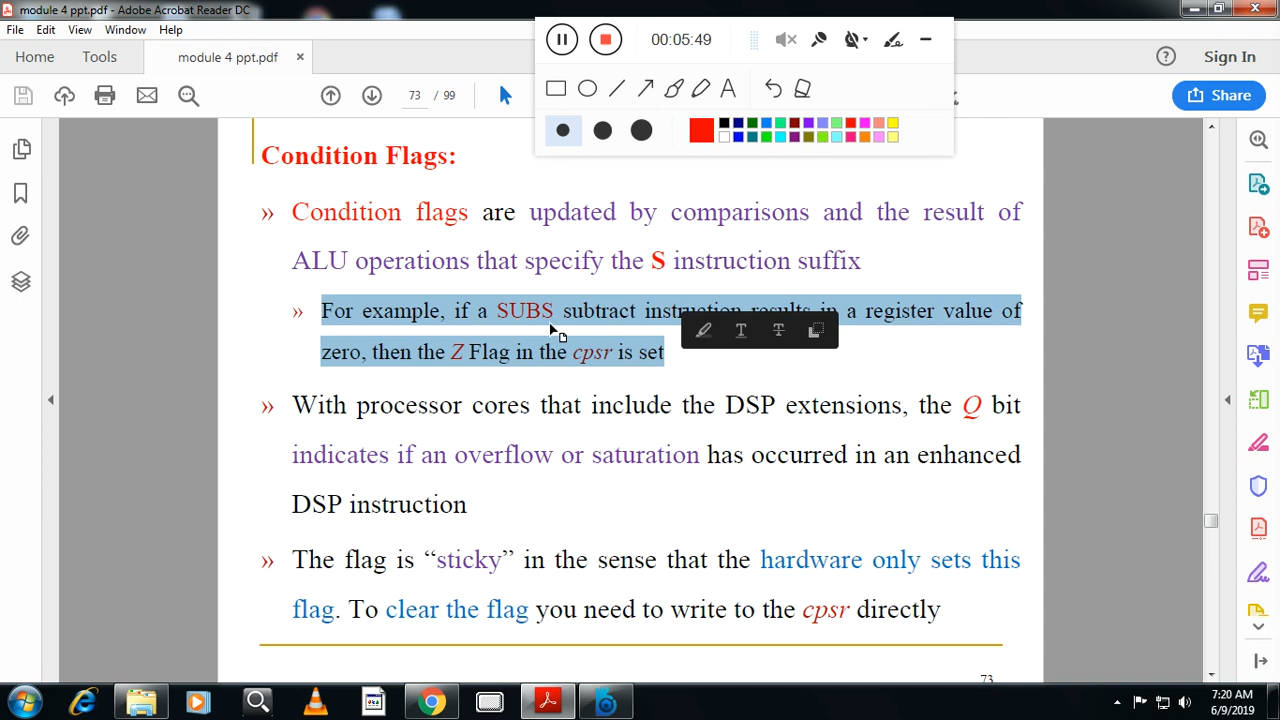 module 4 ppt.pdf - Adobe Acrobat Reader DC
File Edit View Window Help
Home Tools module 4 ppt.pdf × Sign In
00:05:49
73 / 99
Share
Condition Flags:
» Condition flags are updated by comparisons and the result of
ALU operations that specify the S instruction suffix
» For example, if a SUBS subtract instruction results in a register value of
zero, then the Z Flag in the cpsr is set
» With processor cores that include the DSP extensions, the Q bit
indicates if an overflow or saturation has occurred in an enhanced
DSP instruction
» The flag is “sticky” in the sense that the hardware only sets this
flag. To clear the flag you need to write to the cpsr directly
73
7:20 AM
6/9/2019